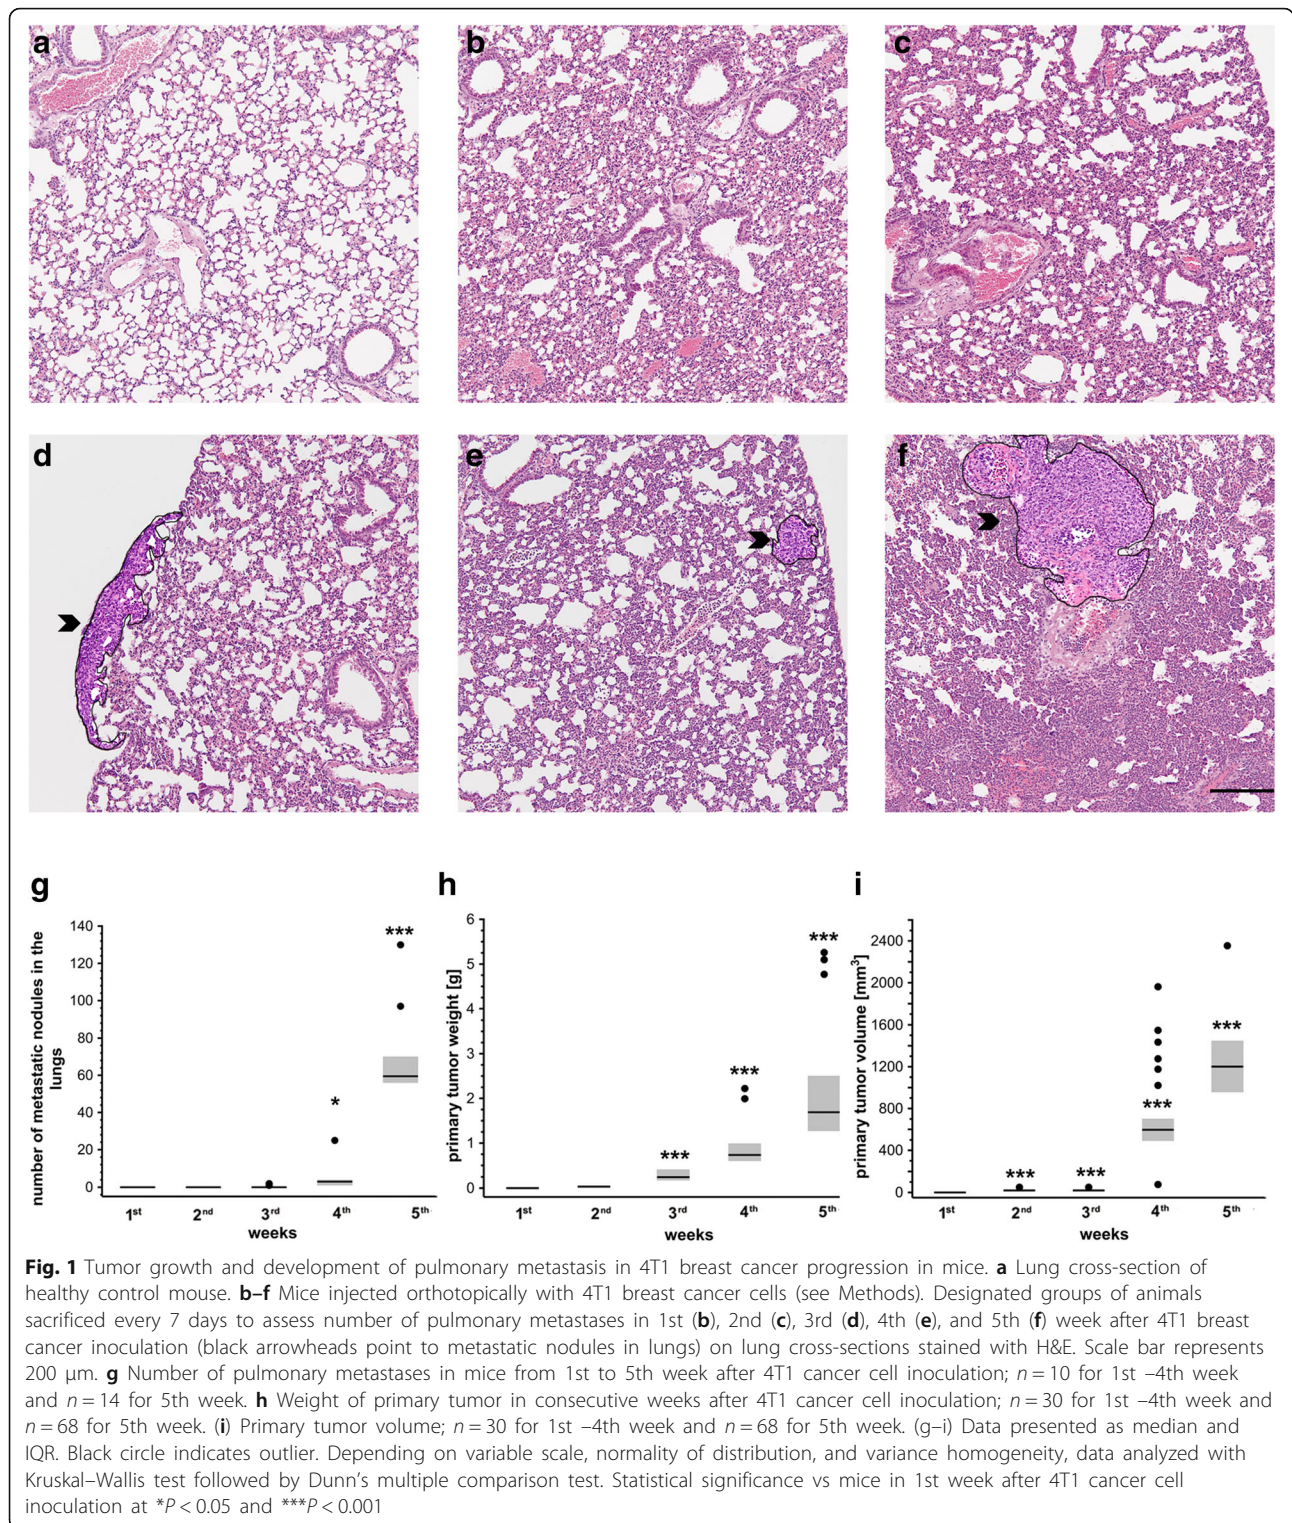 a
b
c
d
e
f
g
h
i
number of metastatic nodules in the
lungs
140
120
100
80
60
40
20
0
***
*
1st
2nd
3rd
4th
5th
weeks
primary tumor weight [g]
6
5
4
3
2
1
0
***
***
***
1st
2nd
3rd
4th
5th
weeks
primary tumor volume [mm3]
2400
2000
1600
1200
800
400
0
***
***
***
***
1st
2nd
3rd
4th
5th
weeks
Fig. 1 Tumor growth and development of pulmonary metastasis in 4T1 breast cancer progression in mice. a Lung cross-section of
healthy control mouse. b–f Mice injected orthotopically with 4T1 breast cancer cells (see Methods). Designated groups of animals
sacrificed every 7 days to assess number of pulmonary metastases in 1st (b), 2nd (c), 3rd (d), 4th (e), and 5th (f) week after 4T1 breast
cancer inoculation (black arrowheads point to metastatic nodules in lungs) on lung cross-sections stained with H&E. Scale bar represents
200 μm. g Number of pulmonary metastases in mice from 1st to 5th week after 4T1 cancer cell inoculation; n = 10 for 1st –4th week
and n = 14 for 5th week. h Weight of primary tumor in consecutive weeks after 4T1 cancer cell inoculation; n = 30 for 1st –4th week and
n = 68 for 5th week. (i) Primary tumor volume; n = 30 for 1st –4th week and n = 68 for 5th week. (g–i) Data presented as median and
IQR. Black circle indicates outlier. Depending on variable scale, normality of distribution, and variance homogeneity, data analyzed with
Kruskal–Wallis test followed by Dunn's multiple comparison test. Statistical significance vs mice in 1st week after 4T1 cancer cell
inoculation at *P < 0.05 and ***P < 0.001